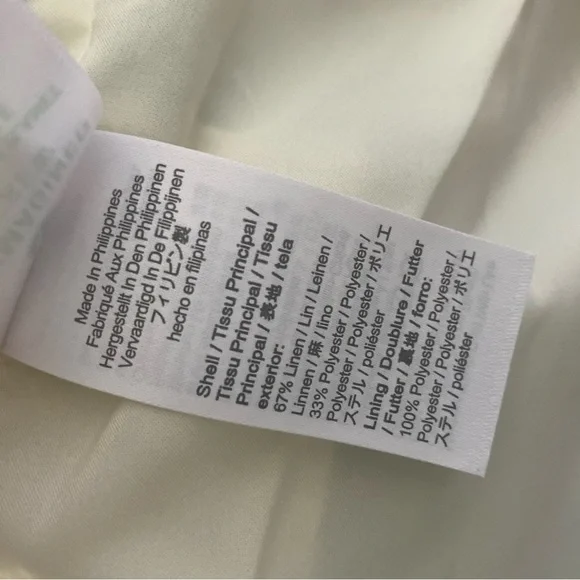 Made In Philippines
Fabriqué Aux Philippines
Hergestellt In Den Philippinen
Vervaardigd In De Filippijnen
フィリピン製
hecho en filipinas
Shell / Tissu Principal /
Tissu Principal / Tissu
Principal / 表地 / tela
exterior:
67% Linen / Lin / Leinen /
Linnen / 麻 / lino
33% Polyester / Polyester /
Polyester / Polyester / ポリエ
ステル / poliéster
Lining / Doublure / Futter
/ Futter / 裏地 / forro:
100% Polyester / Polyester /
Polyester / Polyester / ポリエ
ステル / poliéster